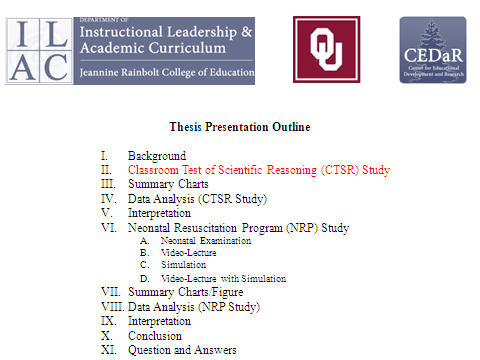 IL
AC
DEPARTMENT OF
Instructional Leadership &
Academic Curriculum
Jeannine Rainbolt College of Education
OU
CEDaR
Center for Educational
Development and Research
Thesis Presentation Outline
I. Background
II. Classroom Test of Scientific Reasoning (CTSR) Study
III. Summary Charts
IV. Data Analysis (CTSR Study)
V. Interpretation
VI. Neonatal Resuscitation Program (NRP) Study
A. Neonatal Examination
B. Video-Lecture
C. Simulation
D. Video-Lecture with Simulation
VII. Summary Charts/Figure
VIII. Data Analysis (NRP Study)
IX. Interpretation
X. Conclusion
XI. Question and Answers